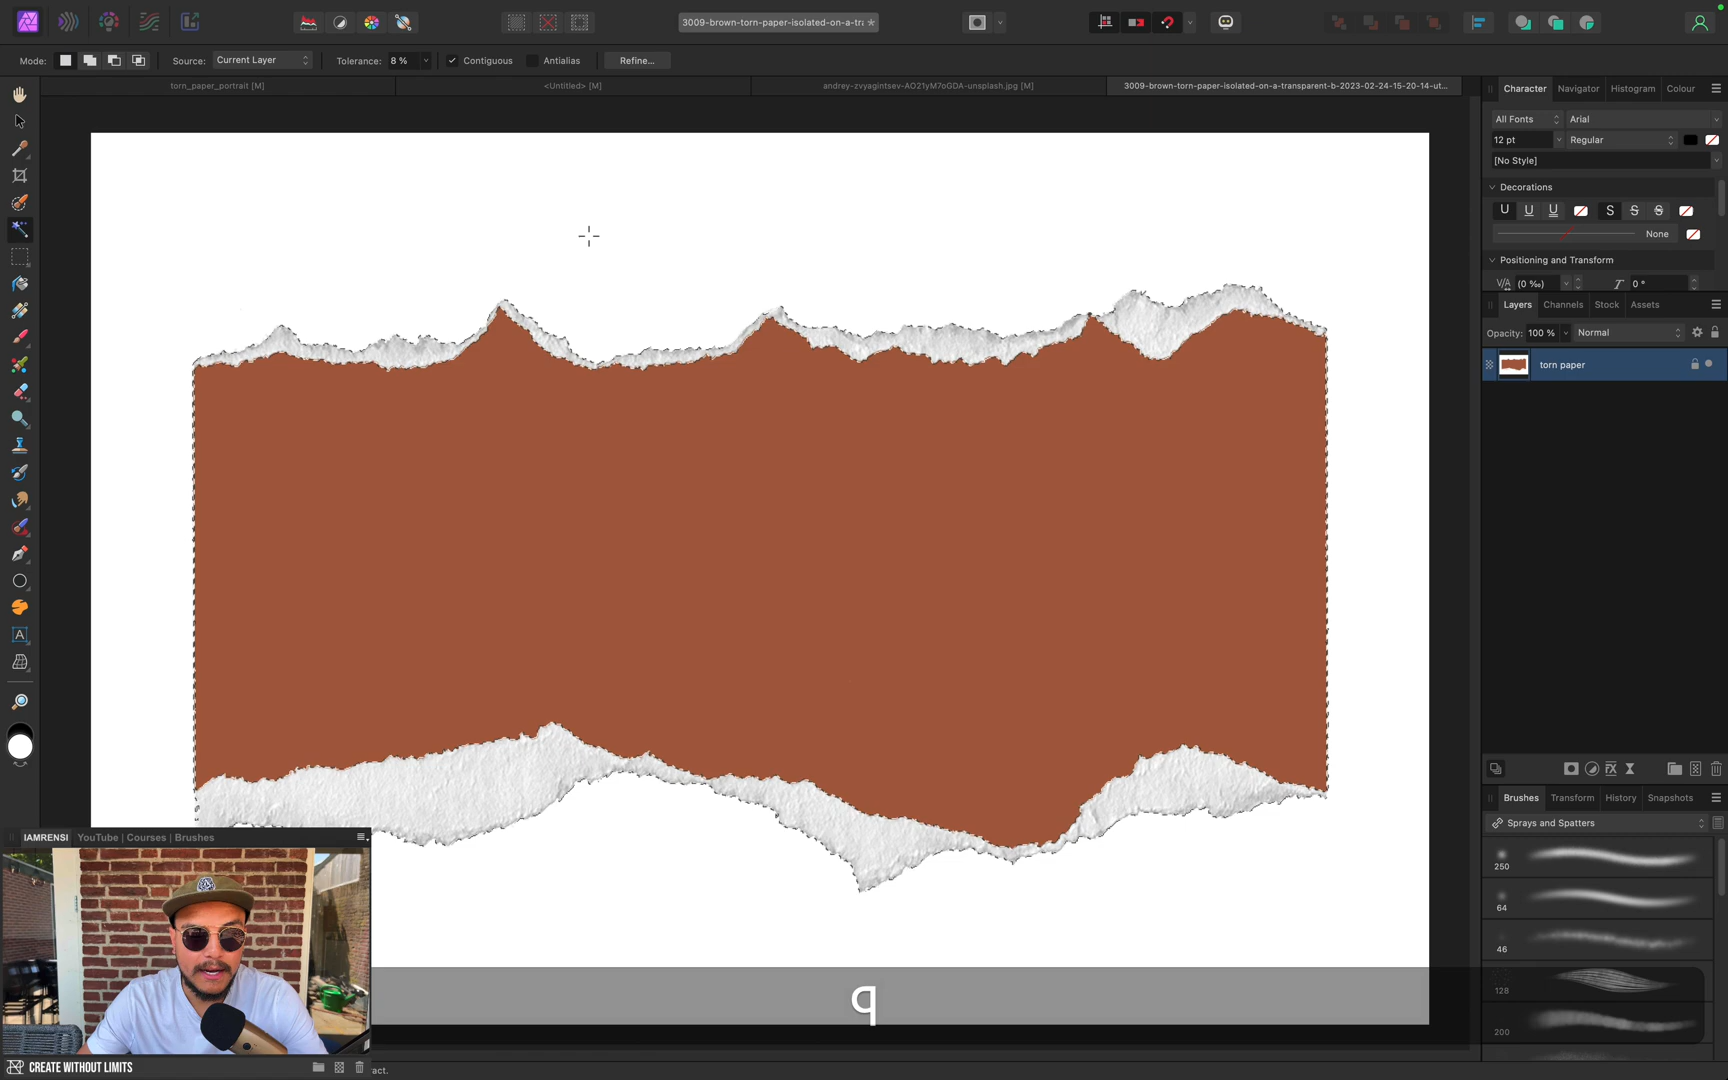 3009-brown-torn-paper-isolated-on-a-tra
Mode:
Source: Current Layer
Tolerance: 8 %
Contiguous
Antialias
Refine...
torn_paper_portrait [M]
<Untitled> [M]
andrey-zvyagintsev-AO21yM7oGDA-unsplash.jpg [M]
3009-brown-torn-paper-isolated-on-a-transparent-b-2023-02-24-15-20-14-ut...
Character Navigator Histogram Colour
All Fonts Arial
12 pt Regular
[No Style]
Decorations
U U U S S S
None
Positioning and Transform
VA (0 ‰) T 0 °
Layers Channels Stock Assets
Opacity: 100 % Normal
torn paper
FX
Brushes Transform History Snapshots
Sprays and Spatters
250
64
46
128
200
A
IAMRENSI YouTube | Courses | Brushes
CREATE WITHOUT LIMITS
act.
q